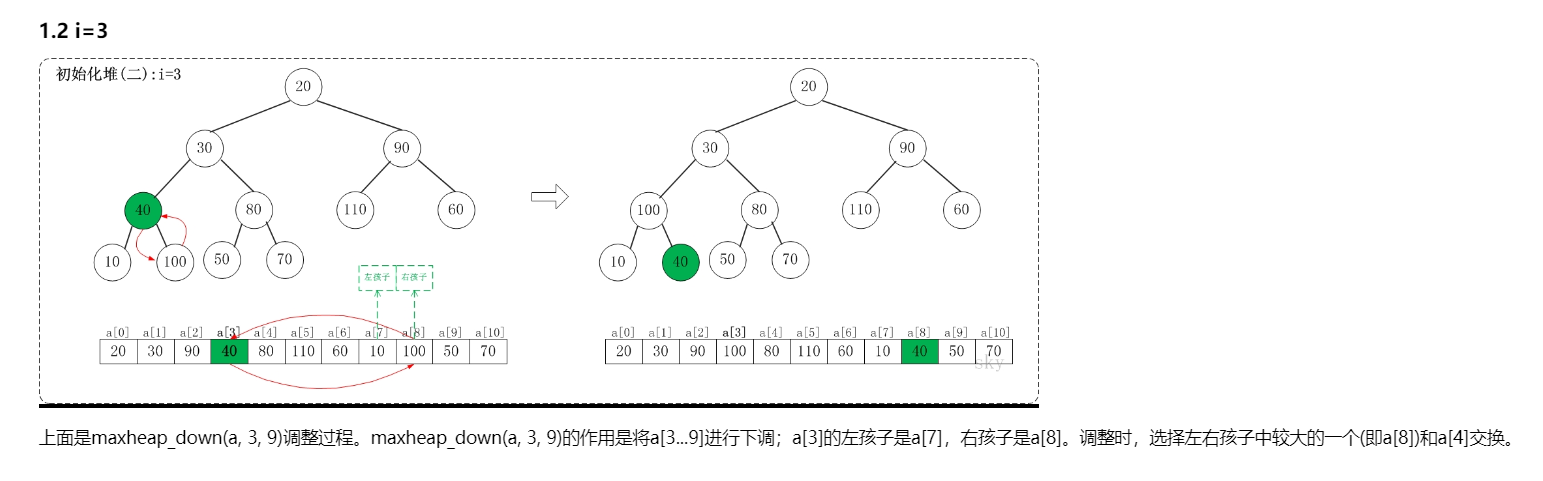 1.2 i=3
初始化堆(二):i=3
20
30 90
40 80 110 60
10 100 50 70
左孩子 右孩子
a[0] a[1] a[2] a[3] a[4] a[5] a[6] a[7] a[8] a[9] a[10]
20 30 90 40 80 110 60 10 100 50 70
20
30 90
100 80 110 60
10 40 50 70
a[0] a[1] a[2] a[3] a[4] a[5] a[6] a[7] a[8] a[9] a[10]
20 30 90 100 80 110 60 10 40 50 70
sky
上面是maxheap_down(a, 3, 9)调整过程。maxheap_down(a, 3, 9)的作用是将a[3...9]进行下调；a[3]的左孩子是a[7]，右孩子是a[8]。调整时，选择左右孩子中较大的一个(即a[8])和a[4]交换。